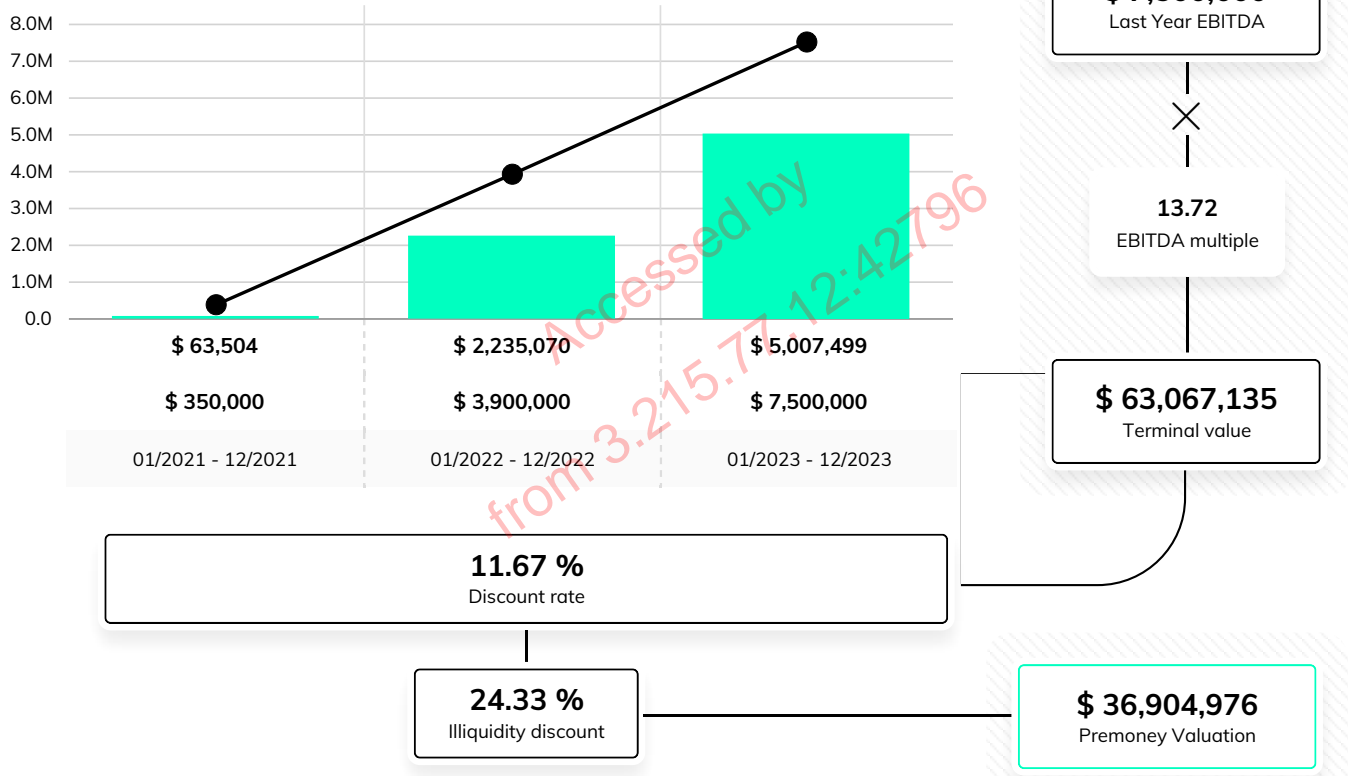 8.0M
7.0M
6.0M
5.0M
4.0M
3.0M
2.0M
1.0M
0.0
$ 63,504
$ 2,235,070
$ 5,007,499
$ 350,000
$ 3,900,000
$ 7,500,000
01/2021 - 12/2021
01/2022 - 12/2022
01/2023 - 12/2023
Accessed by
from 3.215.77.12:42796
11.67 %
Discount rate
24.33 %
Illiquidity discount
Last Year EBITDA
13.72
EBITDA multiple
$ 63,067,135
Terminal value
$ 36,904,976
Premoney Valuation